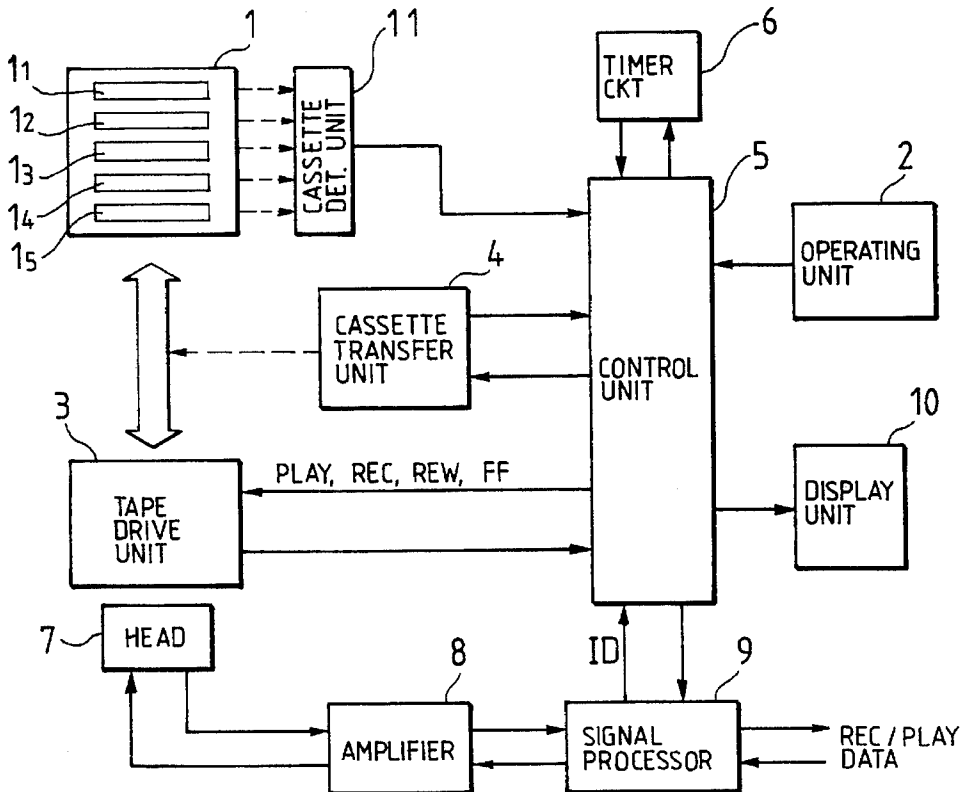 1
11
6
1₁
1₂
1₃
1₄
1₅
CASSETTE
DET. UNIT
TIMER
CKT
5
2
OPERATING
UNIT
4
CASSETTE
TRANSFER
UNIT
CONTROL
UNIT
3
PLAY, REC, REW, FF
10
TAPE
DRIVE
UNIT
DISPLAY
UNIT
7
HEAD
8
ID
9
AMPLIFIER
SIGNAL
PROCESSOR
REC/PLAY
DATA